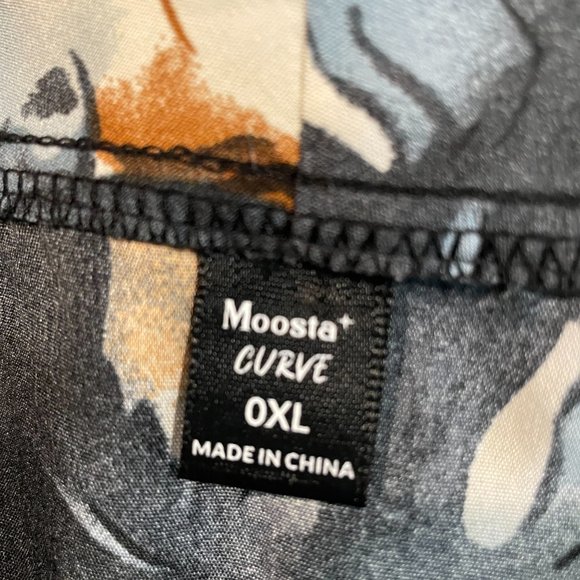 Moosta+
CURVE
0XL
MADE IN CHINA